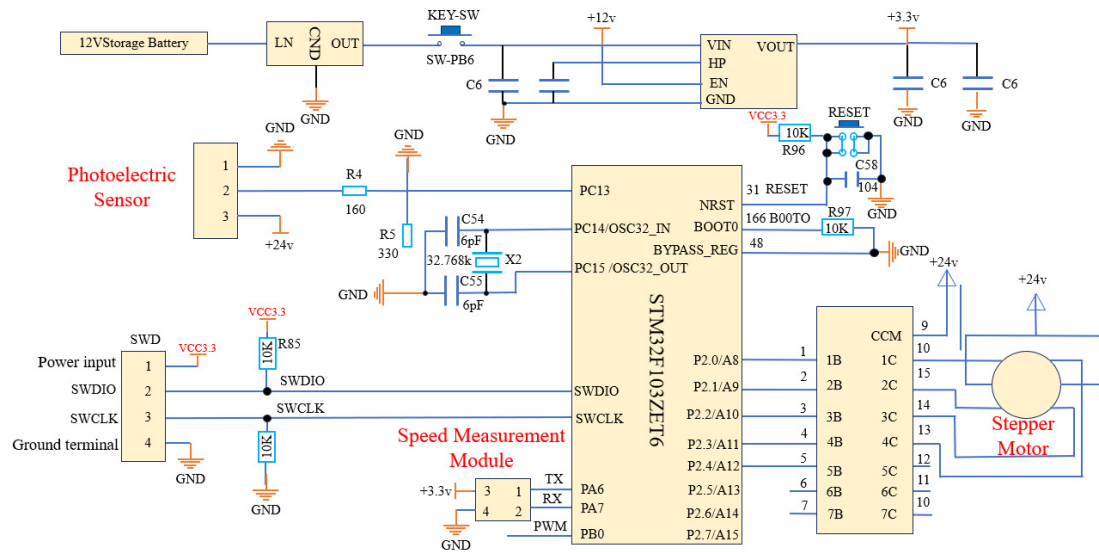 KEY-SW
+12v
+3.3v
12VStorage Battery
LN
CND
OUT
SW-PB6
VIN
VOUT
HP
EN
GND
C6
C6
C6
GND
GND
GND
GND
GND
GND
VCC3.3
RESET
10K
R96
Photoelectric
Sensor
1
2
3
+24v
R4
160
GND
R5
330
C54
6pF
32.768k
X2
C55
6pF
GND
PC13
PC14/OSC32_IN
PC15 /OSC32_OUT
STM32F103ZET6
NRST
31
RESET
C58
104
GND
BOOT0
166 B00TO
R97
10K
BYPASS_REG
48
GND
+24v
+24v
VCC3.3
VCC3.3
R85
10K
SWD
Power input
1
SWDIO
2
SWDIO
SWDIO
SWCLK
3
SWCLK
SWCLK
Ground terminal
4
GND
10K
GND
Speed Measurement
Module
+3.3v
3
1
TX
PA6
4
2
RX
PA7
GND
PWM
PB0
P2.0/A8
P2.1/A9
P2.2/A10
P2.3/A11
P2.4/A12
P2.5/A13
P2.6/A14
P2.7/A15
1
2
3
4
5
6
7
1B
2B
3B
4B
5B
6B
7B
CCM
1C
2C
3C
4C
5C
6C
7C
9
10
15
14
13
12
11
10
Stepper
Motor